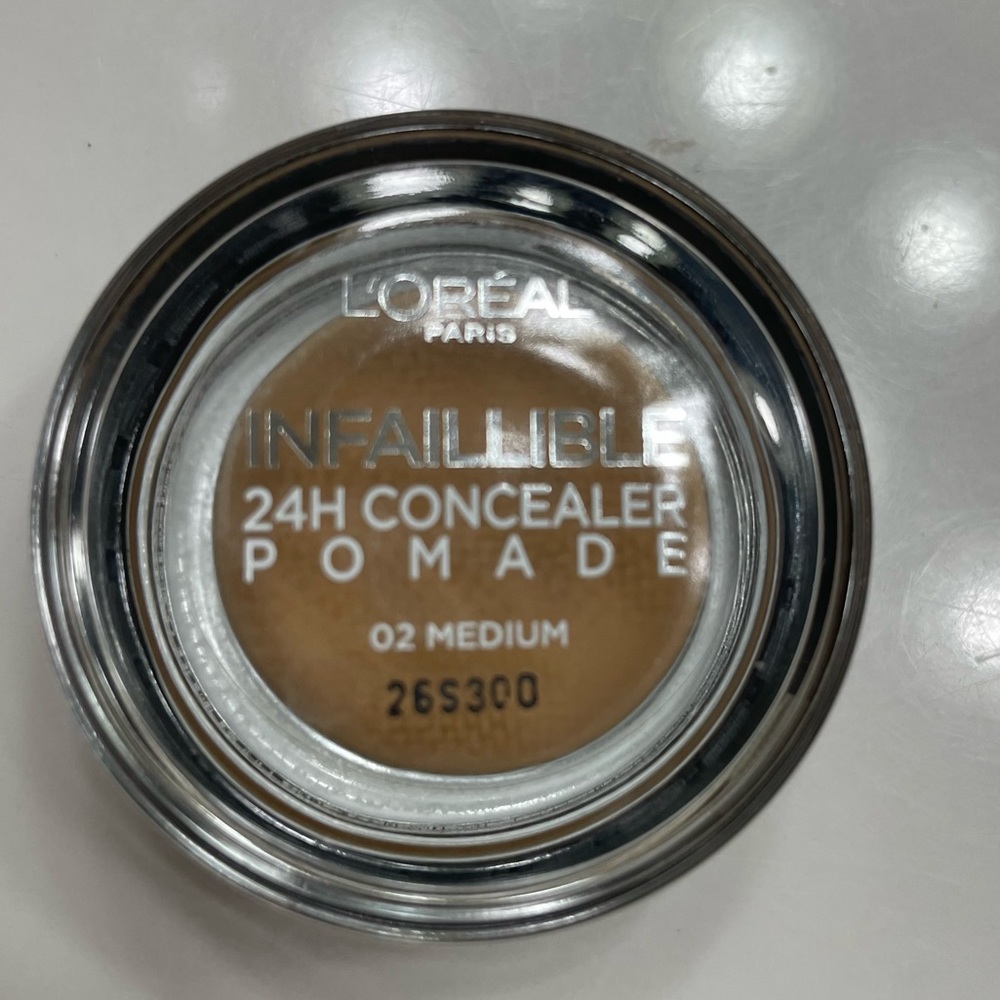 L'ORÉAL
PARIS
INFAILLIBLE
24H CONCEALER
POMADE
02 MEDIUM
26S300